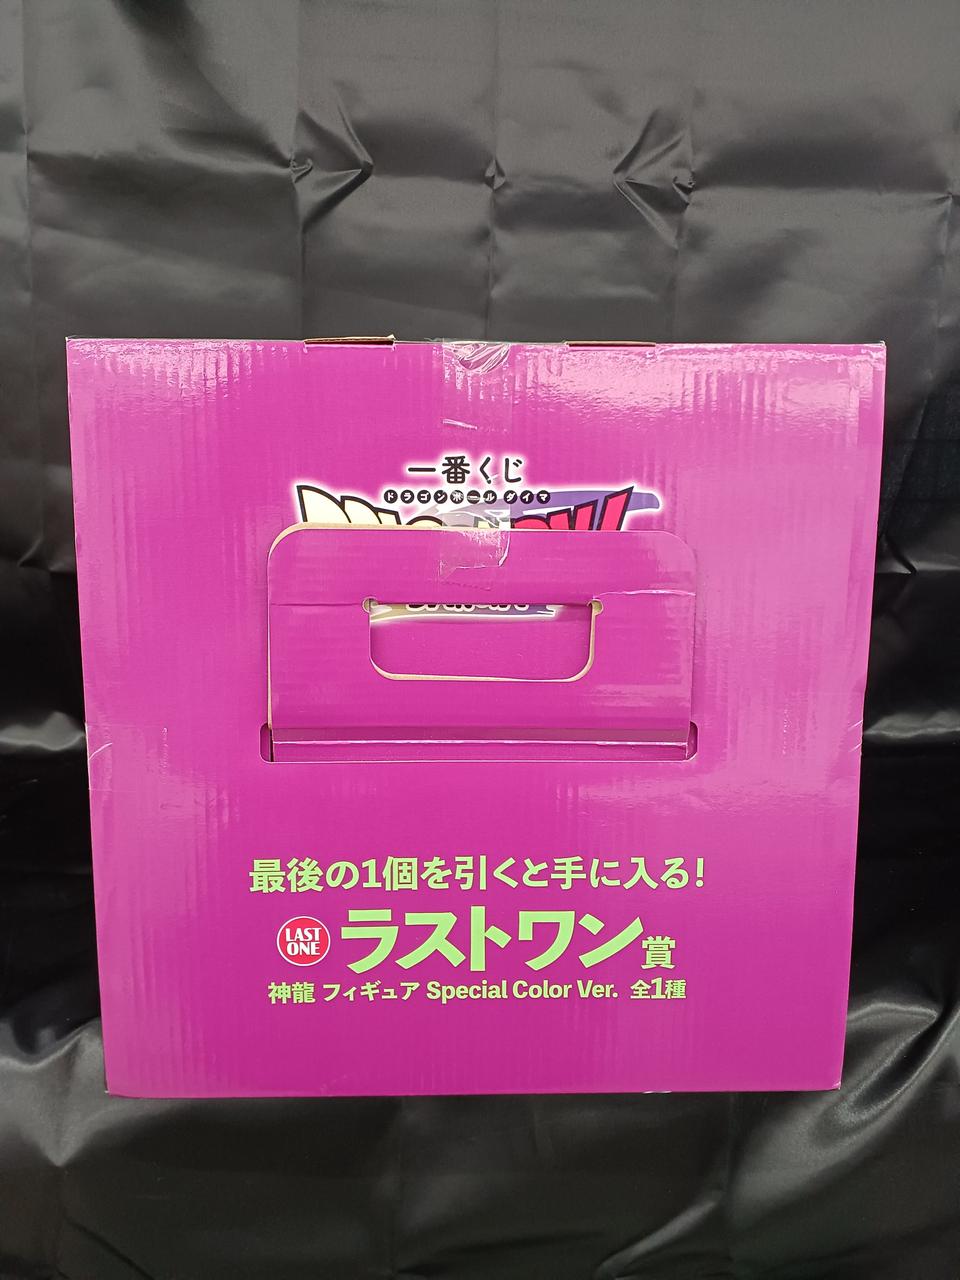 一番くじ
ドラゴンボール ダイマ
最後の1個を引くと手に入る!
LAST ONE
ラストワン賞
神龍 フィギュア Special Color Ver. 全1種